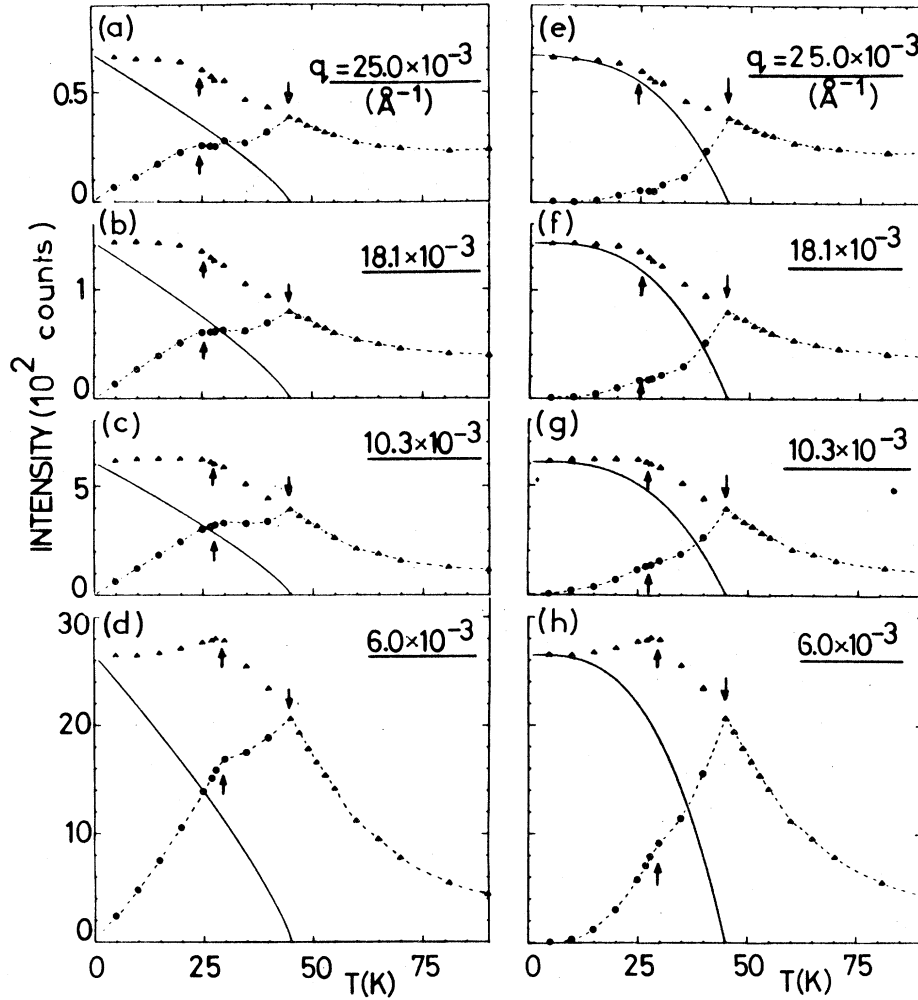 (a)
q = 25.0×10⁻³
(Å⁻¹)
0.5
0
(b)
18.1×10⁻³
1
0
(c)
10.3×10⁻³
5
0
(d)
6.0×10⁻³
30
20
10
0
0 25 50 75
T(K)
INTENSITY (10² counts)
(e)
q = 25.0×10⁻³
(Å⁻¹)
(f)
18.1×10⁻³
(g)
10.3×10⁻³
(h)
6.0×10⁻³
0 25 50 75
T(K)